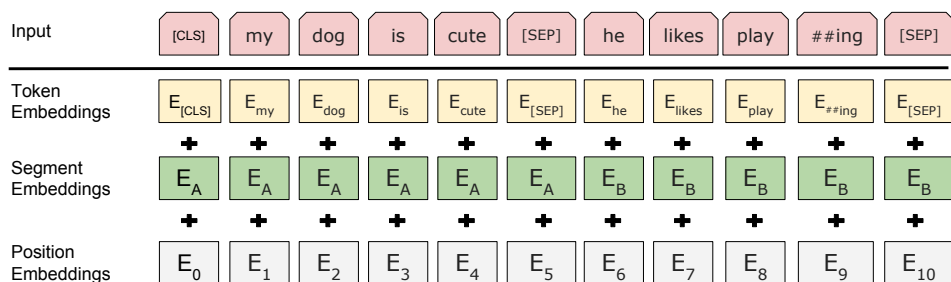 Input [CLS] my dog is cute [SEP] he likes play ##ing [SEP]
Token
Embeddings E[CLS] Emy Edog Eis Ecute E[SEP] Ehe Elikes Eplay E##ing E[SEP]
+ + + + + + + + + + +
Segment
Embeddings EA EA EA EA EA EA EB EB EB EB EB
+ + + + + + + + + + +
Position
Embeddings E0 E1 E2 E3 E4 E5 E6 E7 E8 E9 E10